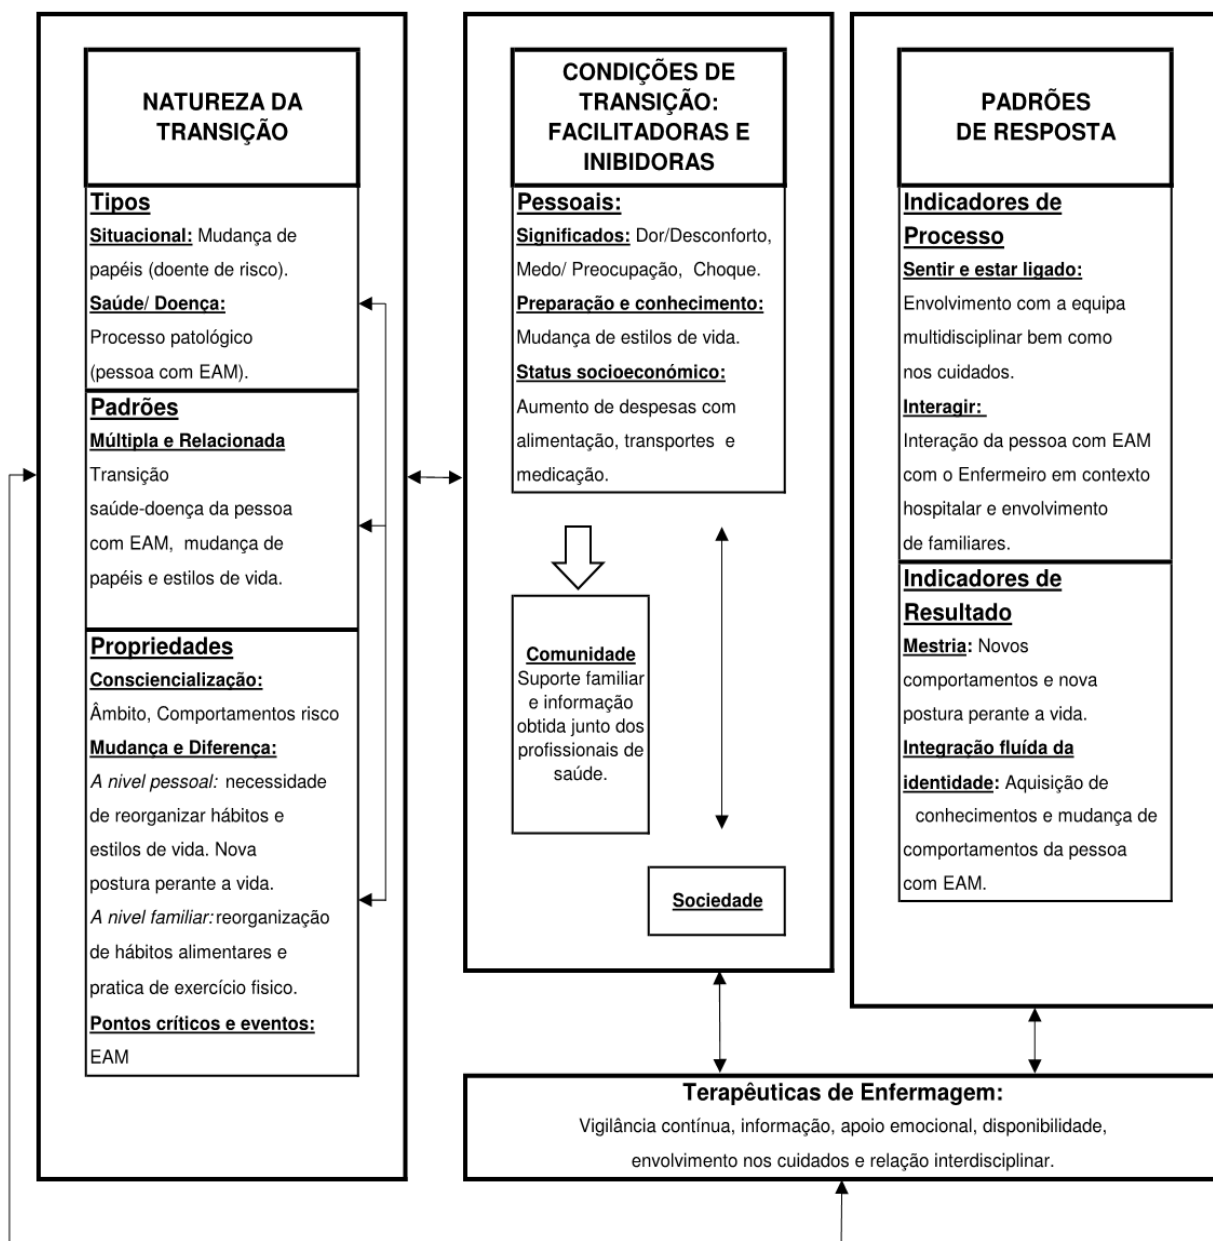 NATUREZA DA
TRANSIÇÃO
Tipos
Situacional: Mudança de
papéis (doente de risco).
Saúde/ Doença:
Processo patológico
(pessoa com EAM).
Padrões
Múltipla e Relacionada
Transição
saúde-doença da pessoa
com EAM, mudança de
papéis e estilos de vida.
Propriedades
Consciencialização:
Âmbito, Comportamentos risco
Mudança e Diferença:
A nivel pessoal: necessidade
de reorganizar hábitos e
estilos de vida. Nova
postura perante a vida.
A nivel familiar: reorganização
de hábitos alimentares e
pratica de exercício fisico.
Pontos críticos e eventos:
EAM
CONDIÇÕES DE
TRANSIÇÃO:
FACILITADORAS E
INIBIDORAS
Pessoais:
Significados: Dor/Desconforto,
Medo/ Preocupação, Choque.
Preparação e conhecimento:
Mudança de estilos de vida.
Status socioeconómico:
Aumento de despesas com
alimentação, transportes e
medicação.
Comunidade
Suporte familiar
e informação
obtida junto dos
profissionais de
saúde.
Sociedade
PADRÕES
DE RESPOSTA
Indicadores de
Processo
Sentir e estar ligado:
Envolvimento com a equipa
multidisciplinar bem como
nos cuidados.
Interagir:
Interação da pessoa com EAM
com o Enfermeiro em contexto
hospitalar e envolvimento
de familiares.
Indicadores de
Resultado
Mestria: Novos
comportamentos e nova
postura perante a vida.
Integração fluída da
identidade: Aquisição de
conhecimentos e mudança de
comportamentos da pessoa
com EAM.
Terapêuticas de Enfermagem:
Vigilância contínua, informação, apoio emocional, disponibilidade,
envolvimento nos cuidados e relação interdisciplinar.